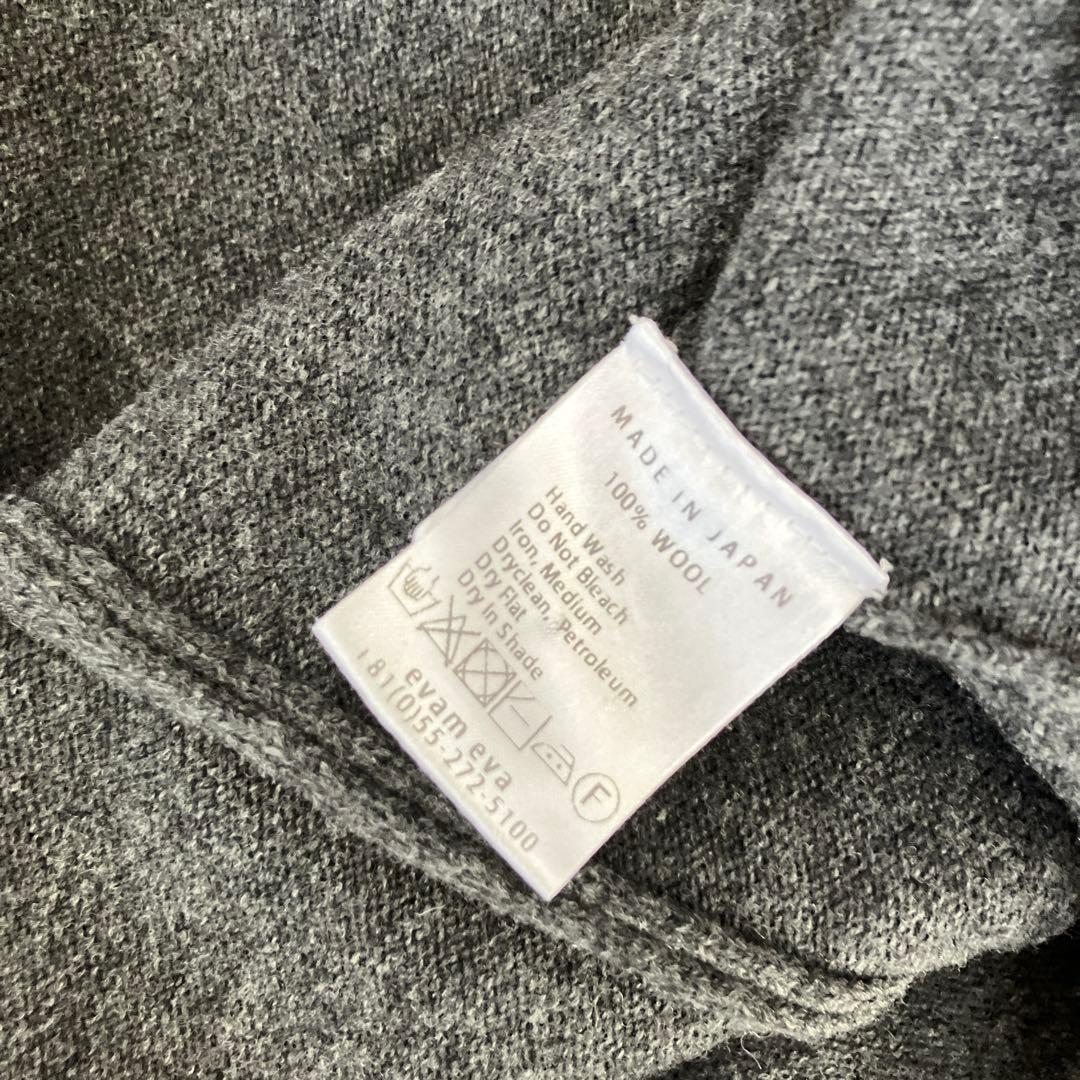 MADE IN JAPAN
100% WOOL
Hand Wash
Do Not Bleach
Iron, Medium
Dryclean, Petroleum
Dry Flat
Dry In Shade
F
evam eva
81(0)55-272-5100